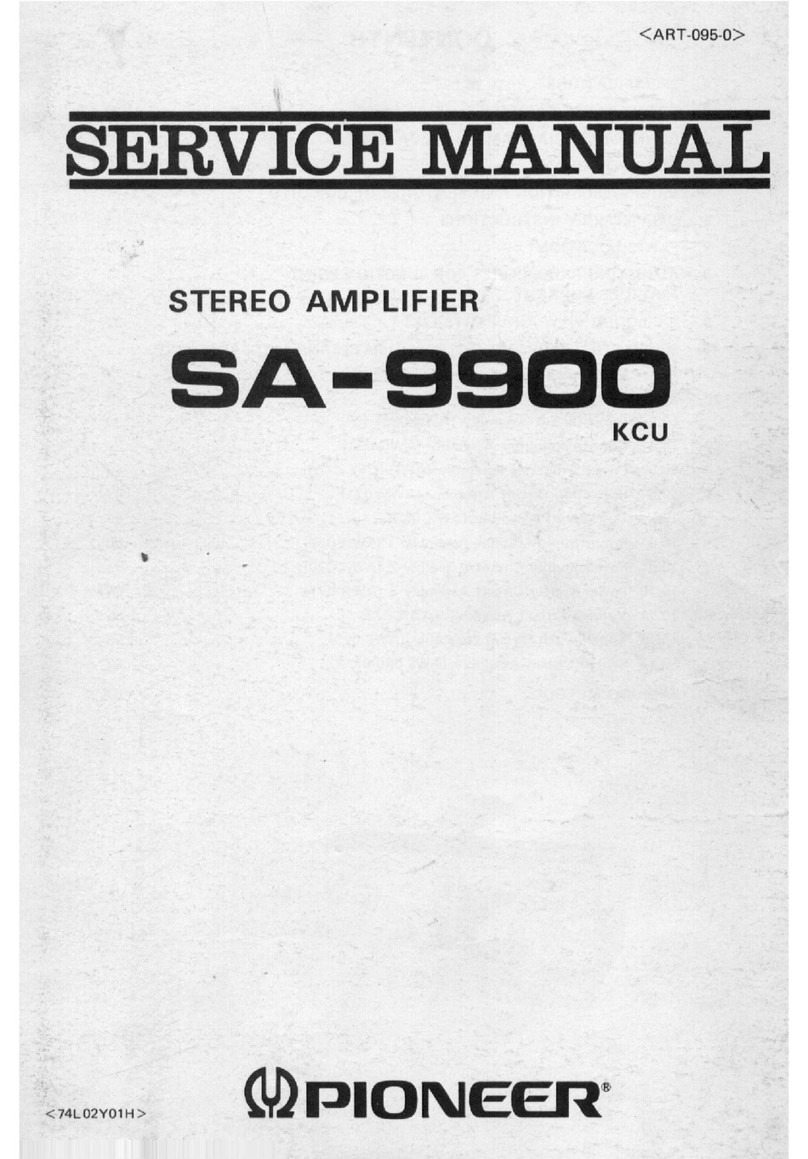 <ART-095-0>
SERVICE MANUAL
STEREO AMPLIFIER
SA-9900
KCU
<74L02Y01H>
PIONEER®